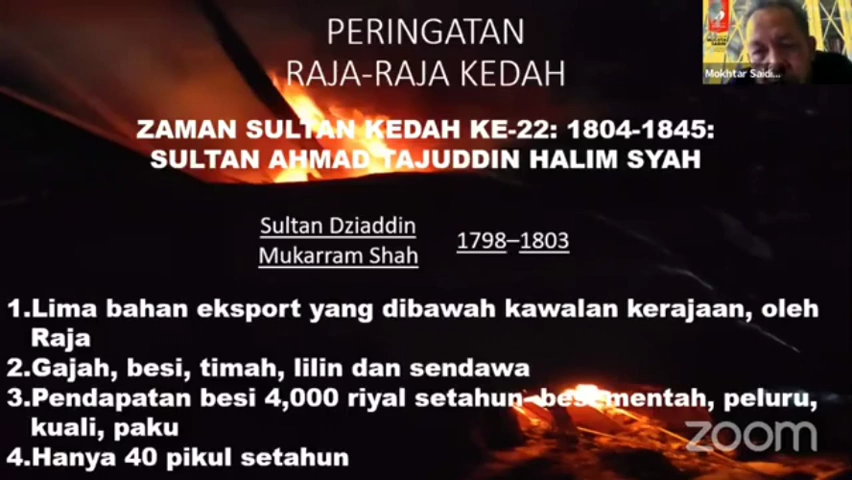 PERINGATAN
RAJA-RAJA KEDAH
Mokhtar Saidi...
ZAMAN SULTAN KEDAH KE-22: 1804-1845:
SULTAN AHMAD TAJUDDIN HALIM SYAH
Sultan Dziaddin
Mukarram Shah
1798–1803
1.Lima bahan eksport yang dibawah kawalan kerajaan, oleh
Raja
2.Gajah, besi, timah, lilin dan sendawa
3.Pendapatan besi 4,000 riyal setahun–besi mentah, peluru,
kuali, paku
4.Hanya 40 pikul setahun
zoom